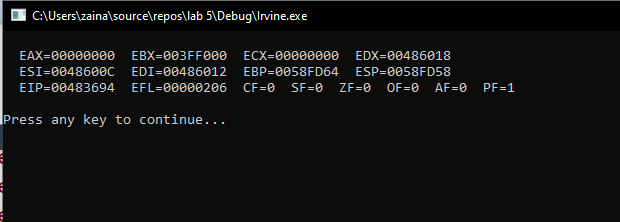 C:\Users\zaina\source\repos\lab 5\Debug\Irvine.exe
EAX=00000000  EBX=003FF000  ECX=00000000  EDX=00486018
ESI=0048600C  EDI=00486012  EBP=0058FD64  ESP=0058FD58
EIP=00483694  EFL=00000206  CF=0  SF=0  ZF=0  OF=0  AF=0  PF=1
Press any key to continue...